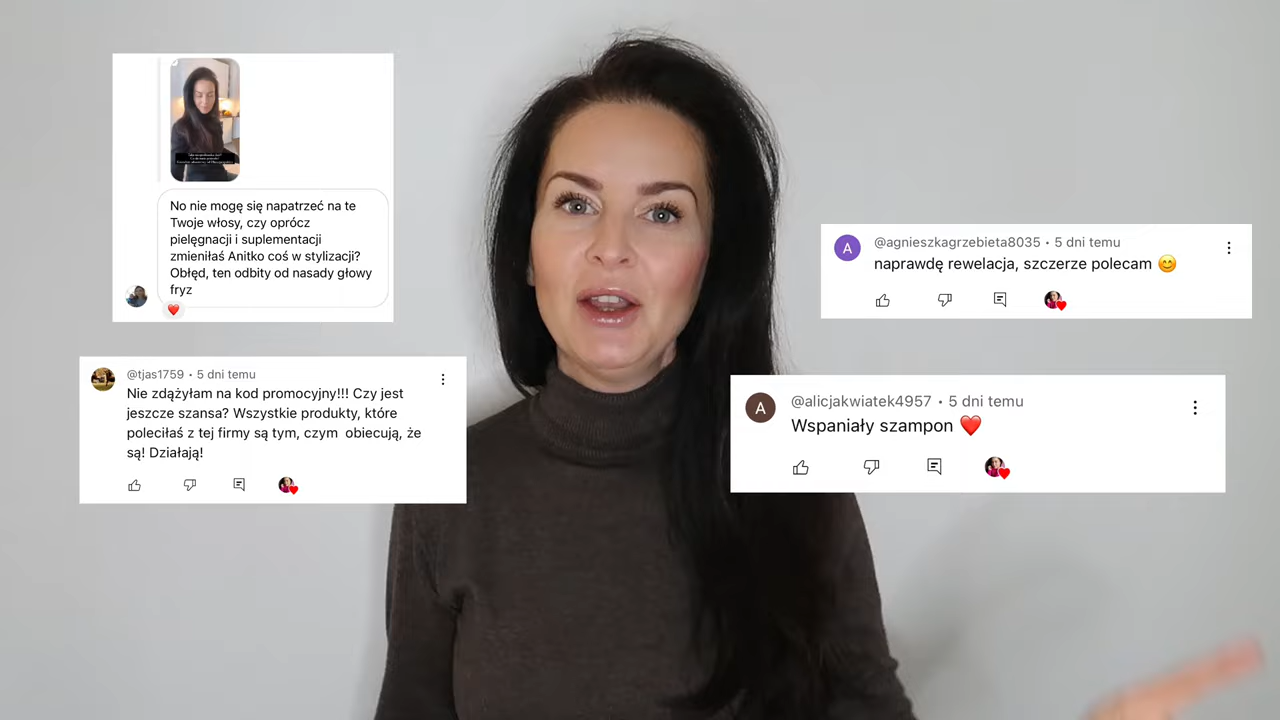 No nie mogę się napatrzeć na te
Twoje włosy, czy oprócz
pielęgnacji i suplementacji
zmieniłaś Anitko coś w stylizacji?
Obłęd, ten odbity od nasady głowy
fryz
@tjas1759 • 5 dni temu
Nie zdążyłam na kod promocyjny!!! Czy jest
jeszcze szansa? Wszystkie produkty, które
poleciłaś z tej firmy są tym, czym obiecują, że
są! Działają!
A
@agnieszkagrzebieta8035 • 5 dni temu
naprawdę rewelacja, szczerze polecam 😊
A
@alicjakwiatek4957 • 5 dni temu
Wspaniały szampon ❤️